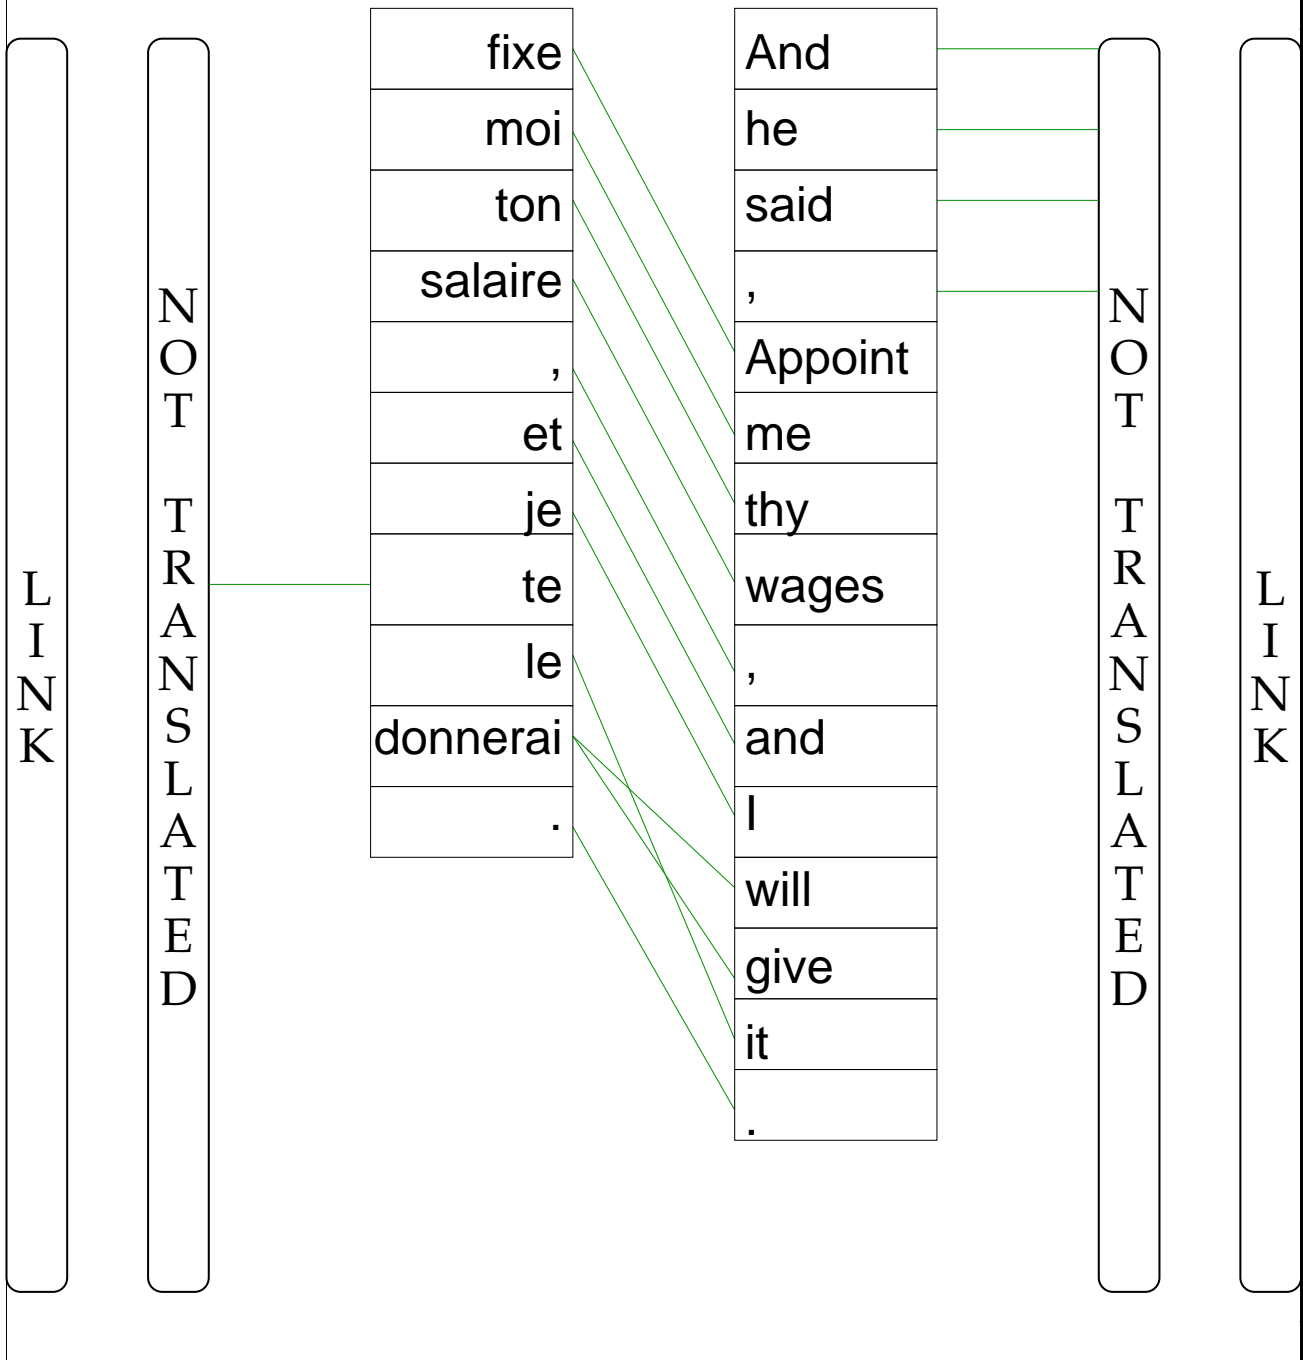 LINK
NOT TRANSLATED
fixe
moi
ton
salaire
,
et
je
te
le
donnerai
.
And
he
said
,
Appoint
me
thy
wages
,
and
I
will
give
it
.
NOT TRANSLATED
LINK